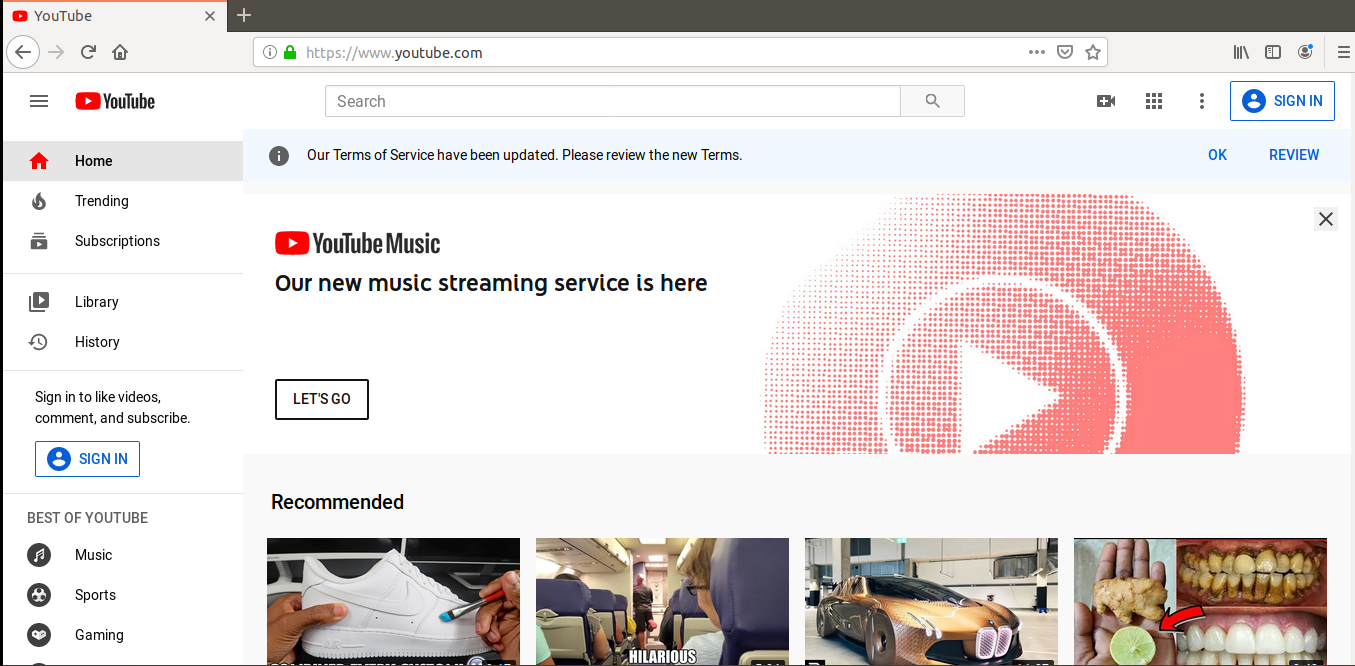 YouTube
https://www.youtube.com
YouTube
Search
SIGN IN
Our Terms of Service have been updated. Please review the new Terms.
OK
REVIEW
Home
Trending
Subscriptions
Library
History
Sign in to like videos,
comment, and subscribe.
SIGN IN
BEST OF YOUTUBE
Music
Sports
Gaming
YouTube Music
Our new music streaming service is here
LET'S GO
Recommended
HILARIOUS